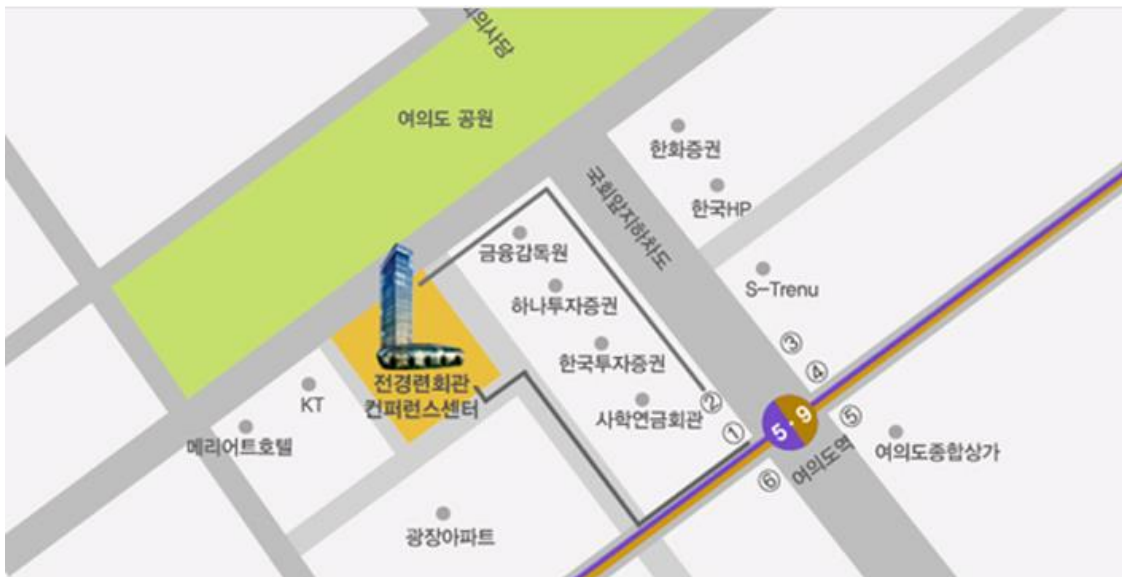 의사당
여의도 공원
한화증권
국회앞지하차도
한국HP
금융감독원
하나투자증권
S-Trenu
한국투자증권
③
④
전경련회관
컨퍼런스센터
KT
사학연금회관
②
①
5·9
⑤
메리어트호텔
여의도역
여의도종합상가
⑥
광장아파트